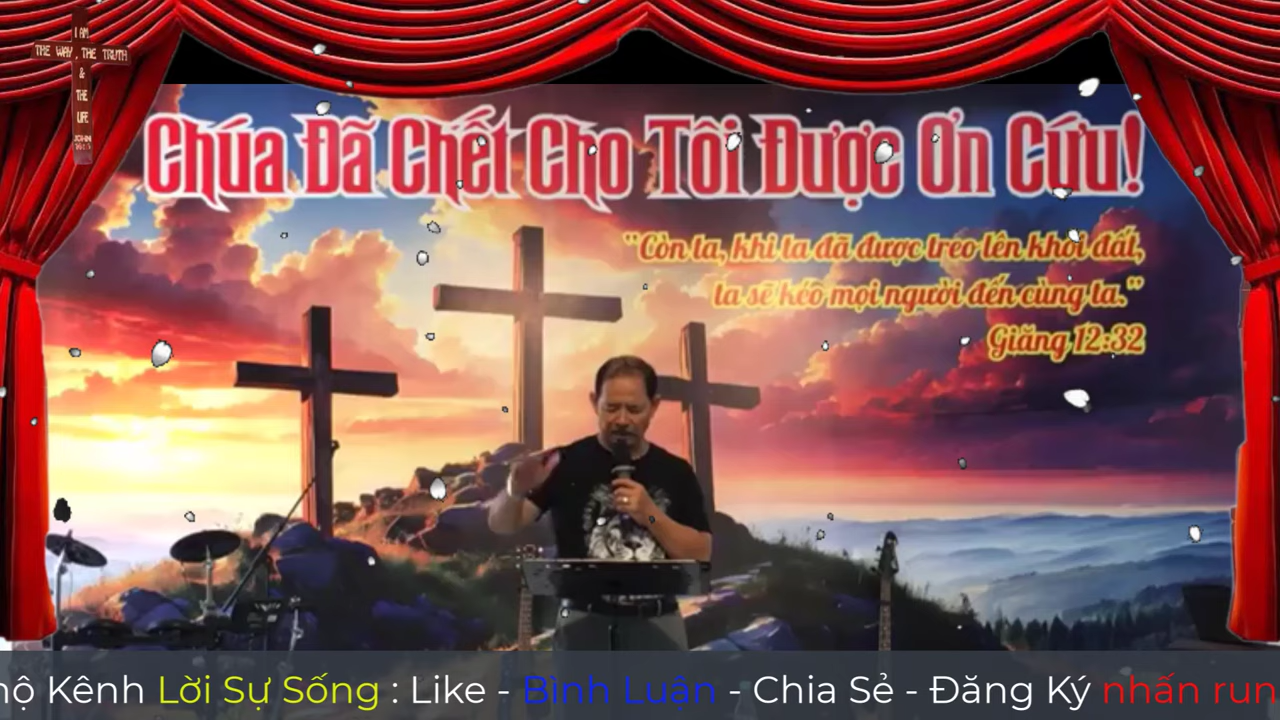 I AM
THE WAY, THE TRUTH
&
THE
LIFE
JOHN
Chúa Đã Chết Cho Tôi Được Ơn Cứu!
"Còn ta, khi ta đã được treo lên khỏi đất,
ta sẽ kéo mọi người đến cùng ta."
Giăng 12:32
Kênh Lời Sự Sống : Like - Bình Luận - Chia Sẻ - Đăng Ký nhấn